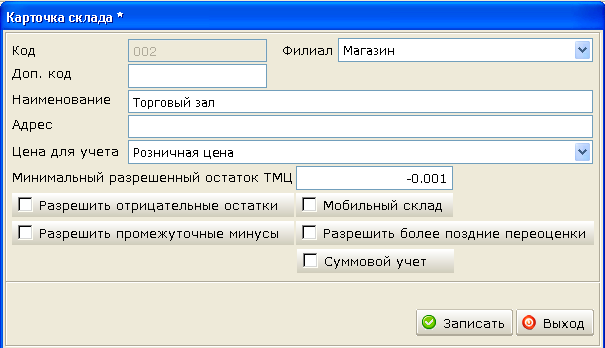 Карточка склада *
Код 002 Филиал Магазин
Доп. код
Наименование Торговый зал
Адрес
Цена для учета Розничная цена
Минимальный разрешенный остаток ТМЦ -0.001
Разрешить отрицательные остатки Мобильный склад
Разрешить промежуточные минусы Разрешить более поздние переоценки
Суммовой учет
Записать Выход